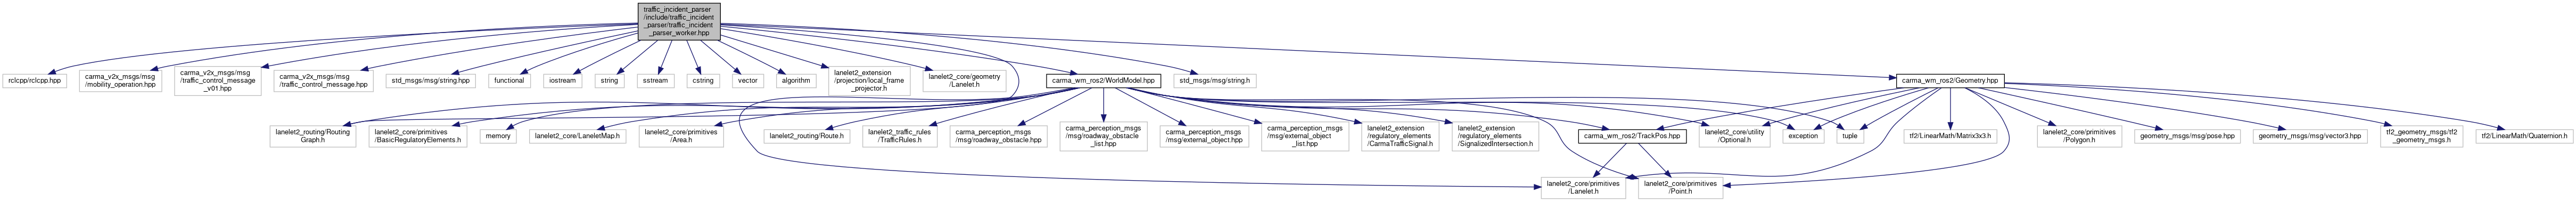 traffic_incident_parser
/include/traffic_incident
_parser/traffic_incident
_parser_worker.hpp
rclcpp/rclcpp.hpp
carma_v2x_msgs/msg
/mobility_operation.hpp
carma_v2x_msgs/msg
/traffic_control_message
_v01.hpp
carma_v2x_msgs/msg
/traffic_control_message.hpp
std_msgs/msg/string.hpp
functional
iostream
string
sstream
cstring
vector
algorithm
lanelet2_extension
/projection/local_frame
_projector.h
lanelet2_core/geometry
/Lanelet.h
carma_wm_ros2/WorldModel.hpp
std_msgs/msg/string.h
carma_wm_ros2/Geometry.hpp
lanelet2_routing/Routing
Graph.h
lanelet2_core/primitives
/BasicRegulatoryElements.h
memory
lanelet2_core/LaneletMap.h
lanelet2_core/primitives
/Area.h
lanelet2_routing/Route.h
lanelet2_traffic_rules
/TrafficRules.h
carma_perception_msgs
/msg/roadway_obstacle.hpp
carma_perception_msgs
/msg/roadway_obstacle
_list.hpp
carma_perception_msgs
/msg/external_object.hpp
carma_perception_msgs
/msg/external_object
_list.hpp
lanelet2_extension
/regulatory_elements
/CarmaTrafficSignal.h
lanelet2_extension
/regulatory_elements
/SignalizedIntersection.h
carma_wm_ros2/TrackPos.hpp
lanelet2_core/utility
/Optional.h
exception
tuple
tf2/LinearMath/Matrix3x3.h
lanelet2_core/primitives
/Polygon.h
geometry_msgs/msg/pose.hpp
geometry_msgs/msg/vector3.hpp
tf2_geometry_msgs/tf2
_geometry_msgs.h
tf2/LinearMath/Quaternion.h
lanelet2_core/primitives
/Lanelet.h
lanelet2_core/primitives
/Point.h